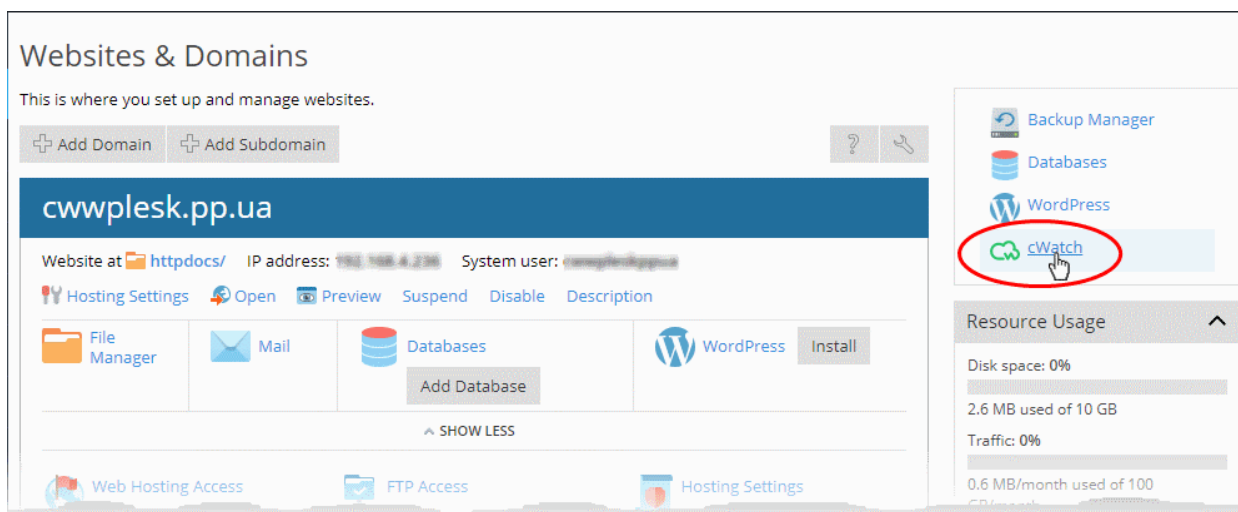 Websites & Domains
This is where you set up and manage websites.
Add Domain
Add Subdomain
?
cwwplesk.pp.ua
Website at httpdocs/ IP address: System user:
Hosting Settings Open Preview Suspend Disable Description
File Manager
Mail
Databases
Add Database
WordPress
Install
SHOW LESS
Web Hosting Access
FTP Access
Hosting Settings
Backup Manager
Databases
WordPress
cWatch
Resource Usage
Disk space: 0%
2.6 MB used of 10 GB
Traffic: 0%
0.6 MB/month used of 100
GB/month